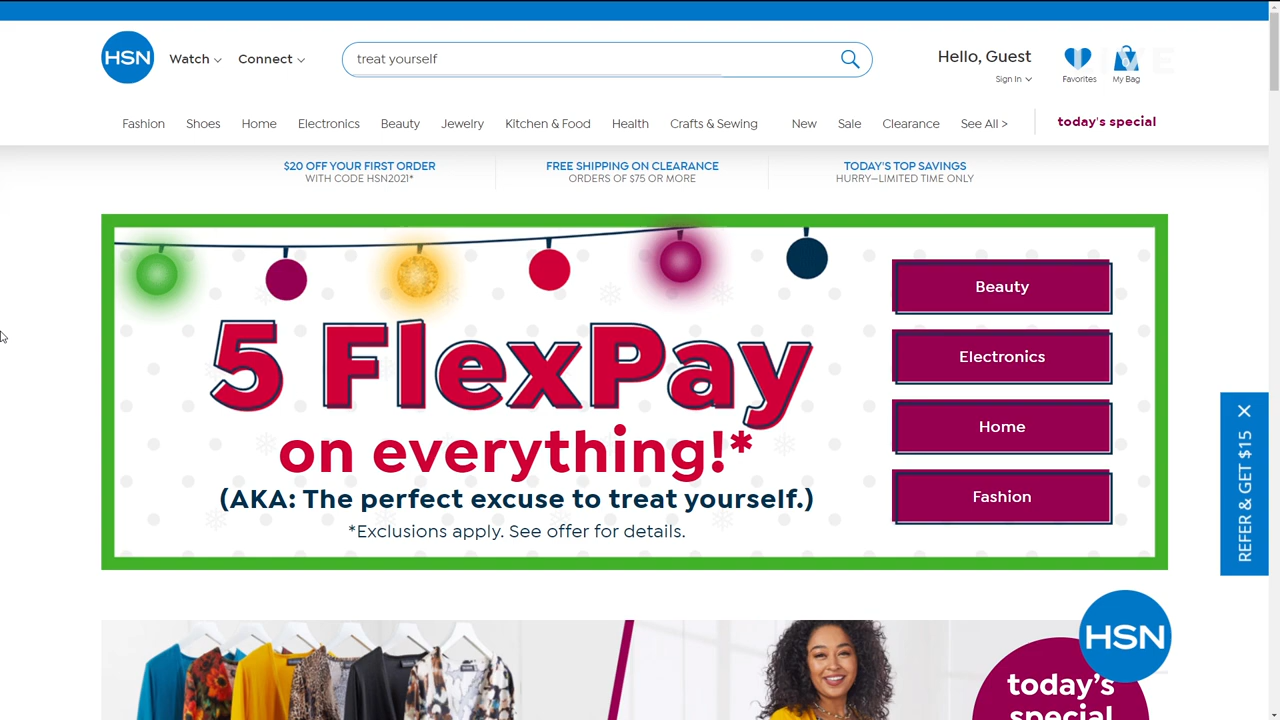 HSN
Watch
Connect
treat yourself
Hello, Guest
Sign In
Favorites
My Bag
Fashion
Shoes
Home
Electronics
Beauty
Jewelry
Kitchen & Food
Health
Crafts & Sewing
New
Sale
Clearance
See All >
today's special
$20 OFF YOUR FIRST ORDER
WITH CODE HSN2021*
FREE SHIPPING ON CLEARANCE
ORDERS OF $75 OR MORE
TODAY'S TOP SAVINGS
HURRY—LIMITED TIME ONLY
5 FlexPay
on everything!*
(AKA: The perfect excuse to treat yourself.)
*Exclusions apply. See offer for details.
Beauty
Electronics
Home
Fashion
REFER & GET $15
HSN
today's
special